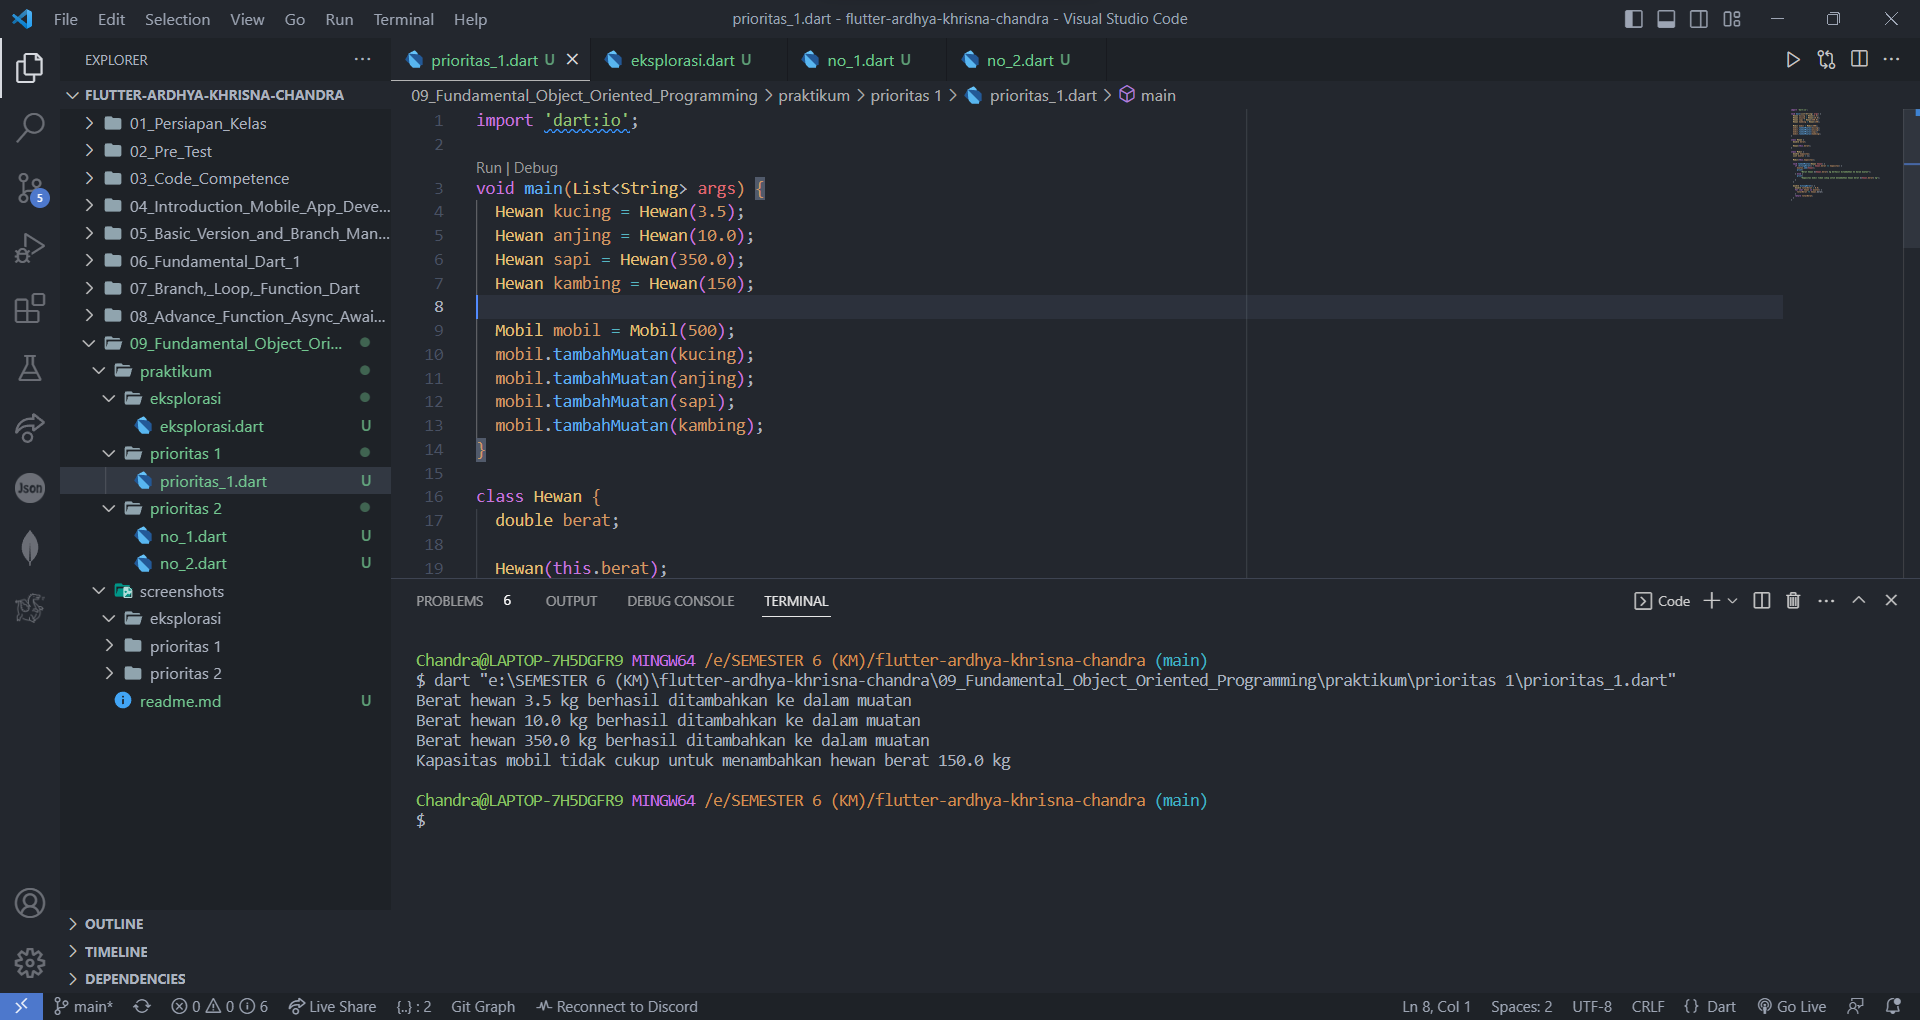 File Edit Selection View Go Run Terminal Help
prioritas_1.dart - flutter-ardhya-khrisna-chandra - Visual Studio Code
EXPLORER
FLUTTER-ARDHYA-KHRISNA-CHANDRA
01_Persiapan_Kelas
02_Pre_Test
03_Code_Competence
04_Introduction_Mobile_App_Deve...
05_Basic_Version_and_Branch_Man...
06_Fundamental_Dart_1
07_Branch,_Loop,_Function_Dart
08_Advance_Function_Async_Awai...
09_Fundamental_Object_Ori...
praktikum
eksplorasi
eksplorasi.dart U
prioritas 1
prioritas_1.dart U
prioritas 2
no_1.dart U
no_2.dart U
screenshots
eksplorasi
prioritas 1
prioritas 2
readme.md U
OUTLINE
TIMELINE
DEPENDENCIES
5
Json
prioritas_1.dart U eksplorasi.dart U no_1.dart U no_2.dart U
09_Fundamental_Object_Oriented_Programming > praktikum > prioritas 1 > prioritas_1.dart > main
1 import 'dart:io';
2
Run | Debug
3 void main(List<String> args) {
4 Hewan kucing = Hewan(3.5);
5 Hewan anjing = Hewan(10.0);
6 Hewan sapi = Hewan(350.0);
7 Hewan kambing = Hewan(150);
8
9 Mobil mobil = Mobil(500);
10 mobil.tambahMuatan(kucing);
11 mobil.tambahMuatan(anjing);
12 mobil.tambahMuatan(sapi);
13 mobil.tambahMuatan(kambing);
14 }
15
16 class Hewan {
17 double berat;
18
19 Hewan(this.berat);
PROBLEMS 6 OUTPUT DEBUG CONSOLE TERMINAL
Code
Chandra@LAPTOP-7H5DGFR9 MINGW64 /e/SEMESTER 6 (KM)/flutter-ardhya-khrisna-chandra (main)
$ dart "e:\SEMESTER 6 (KM)\flutter-ardhya-khrisna-chandra\09_Fundamental_Object_Oriented_Programming\praktikum\prioritas 1\prioritas_1.dart"
Berat hewan 3.5 kg berhasil ditambahkan ke dalam muatan
Berat hewan 10.0 kg berhasil ditambahkan ke dalam muatan
Berat hewan 350.0 kg berhasil ditambahkan ke dalam muatan
Kapasitas mobil tidak cukup untuk menambahkan hewan berat 150.0 kg
Chandra@LAPTOP-7H5DGFR9 MINGW64 /e/SEMESTER 6 (KM)/flutter-ardhya-khrisna-chandra (main)
$
main* 0 0 6 Live Share {..} : 2 Git Graph Reconnect to Discord
Ln 8, Col 1 Spaces: 2 UTF-8 CRLF {} Dart Go Live